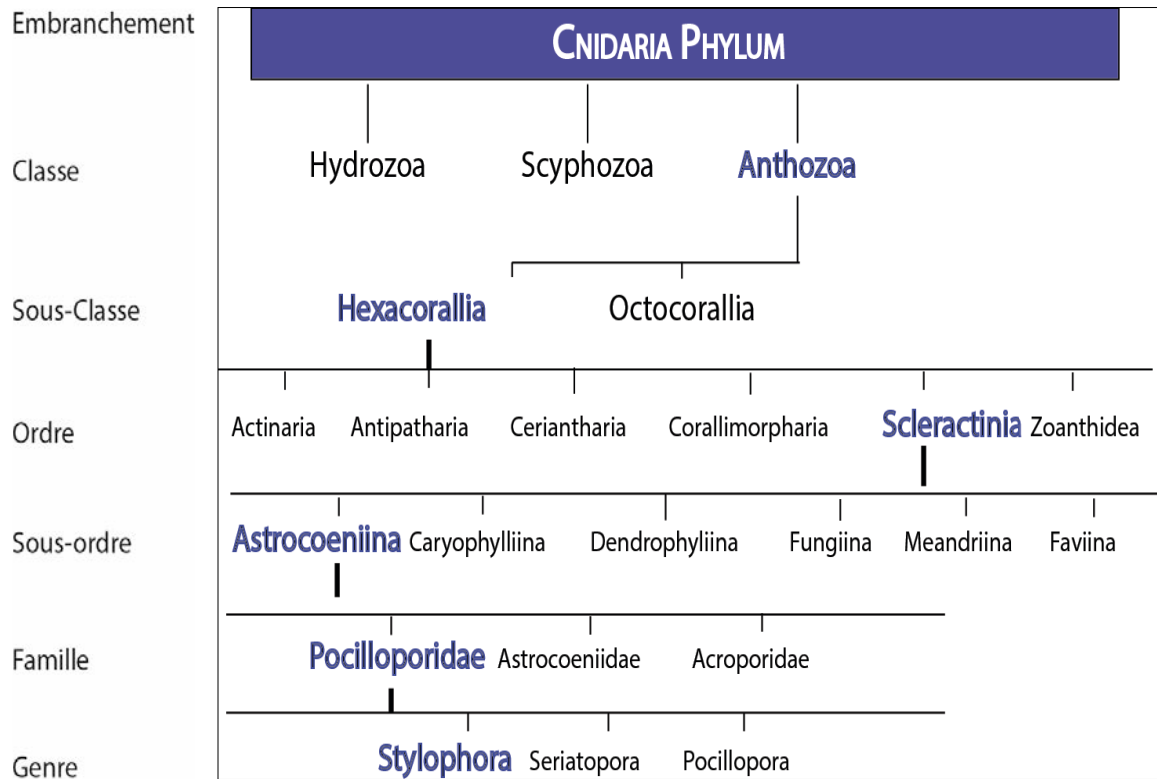 Embranchement CNIDARIA PHYLUM
Classe Hydrozoa Scyphozoa Anthozoa
Sous-Classe Hexacorallia Octocorallia
Ordre Actinaria Antipatharia Ceriantharia Corallimorpharia Scleractinia Zoanthidea
Sous-ordre Astrocoeniina Caryophylliina Dendrophyliina Fungiina Meandriina Faviina
Famille Pocilloporidae Astrocoeniidae Acroporidae
Genre Stylophora Seriatopora Pocillopora